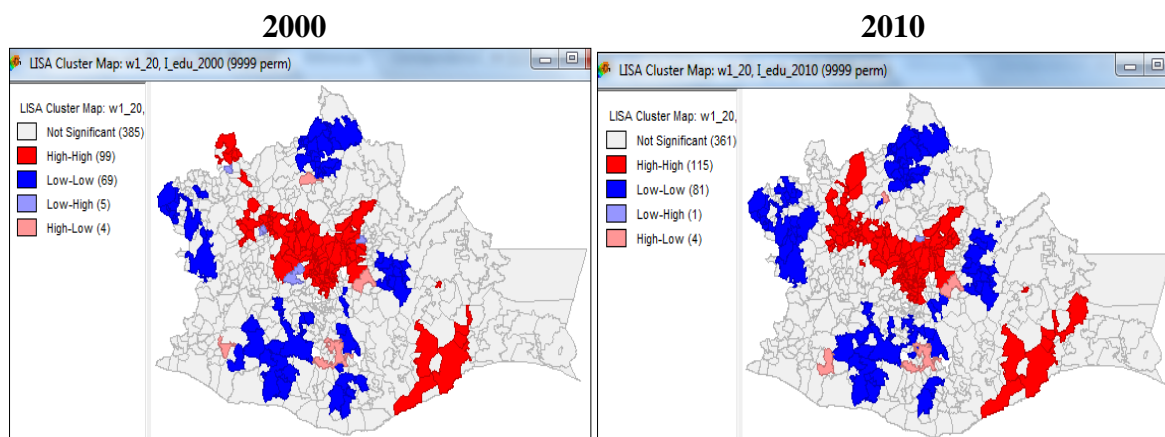 2000
LISA Cluster Map: w1_20, I_edu_2000 (9999 perm)
LISA Cluster Map: w1_20,
Not Significant (385)
High-High (99)
Low-Low (69)
Low-High (5)
High-Low (4)
2010
LISA Cluster Map: w1_20, I_edu_2010 (9999 perm)
LISA Cluster Map: w1_20,
Not Significant (361)
High-High (115)
Low-Low (81)
Low-High (1)
High-Low (4)